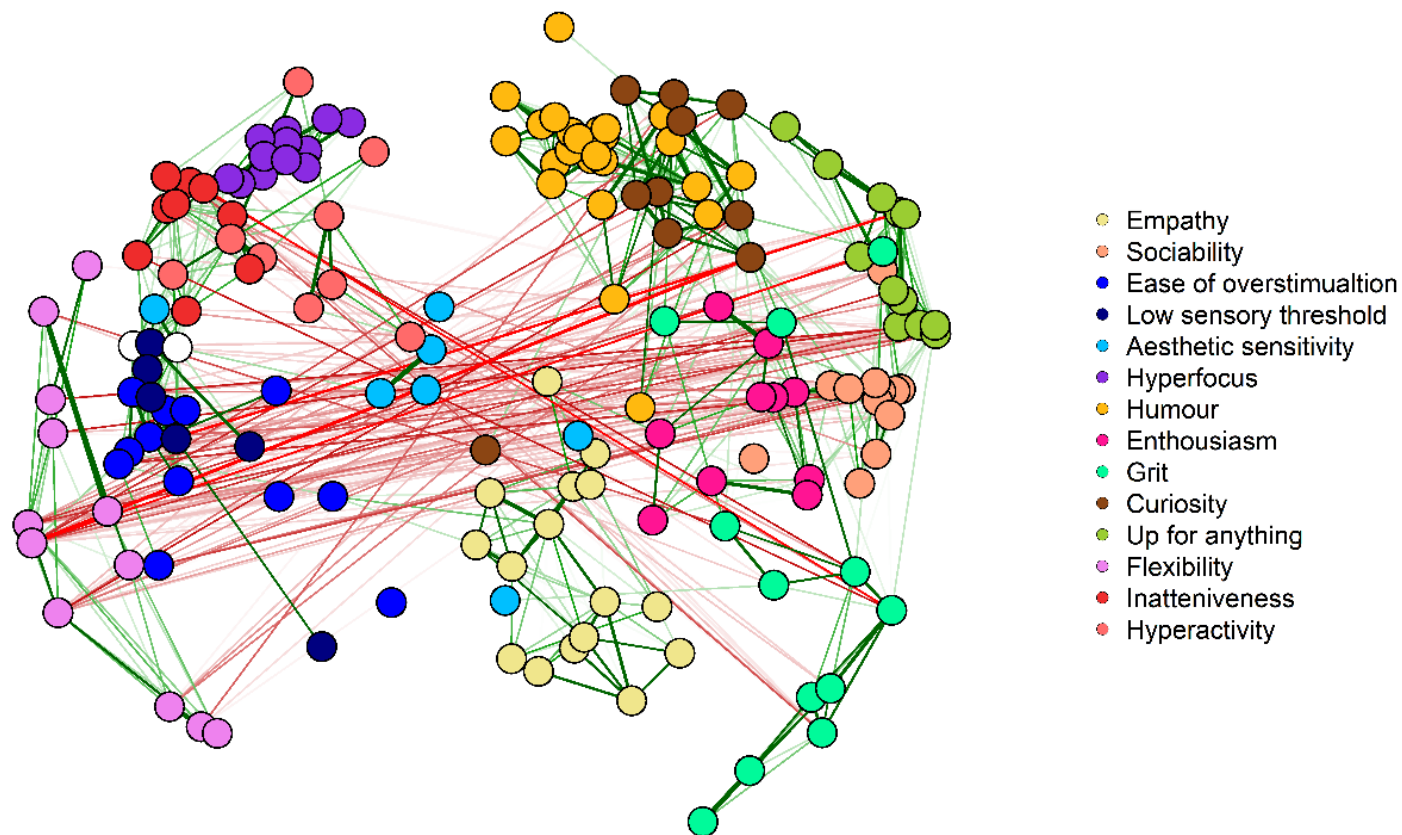 Empathy
Sociability
Ease of overstimualtion
Low sensory threshold
Aesthetic sensitivity
Hyperfocus
Humour
Enthousiasm
Grit
Curiosity
Up for anything
Flexibility
Inatteniveness
Hyperactivity